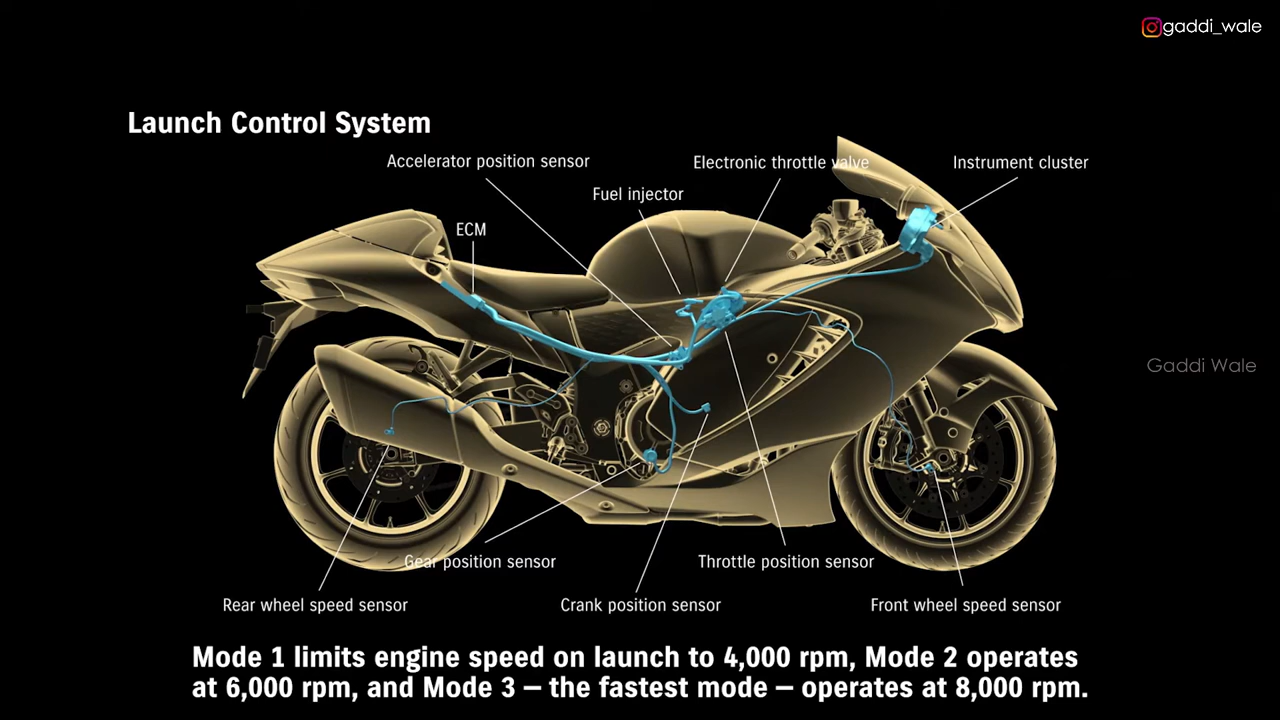 gaddi_wale
Launch Control System
Accelerator position sensor
Electronic throttle valve
Instrument cluster
Fuel injector
ECM
Gaddi Wale
Gear position sensor
Throttle position sensor
Rear wheel speed sensor
Crank position sensor
Front wheel speed sensor
Mode 1 limits engine speed on launch to 4,000 rpm, Mode 2 operates
at 6,000 rpm, and Mode 3 – the fastest mode – operates at 8,000 rpm.